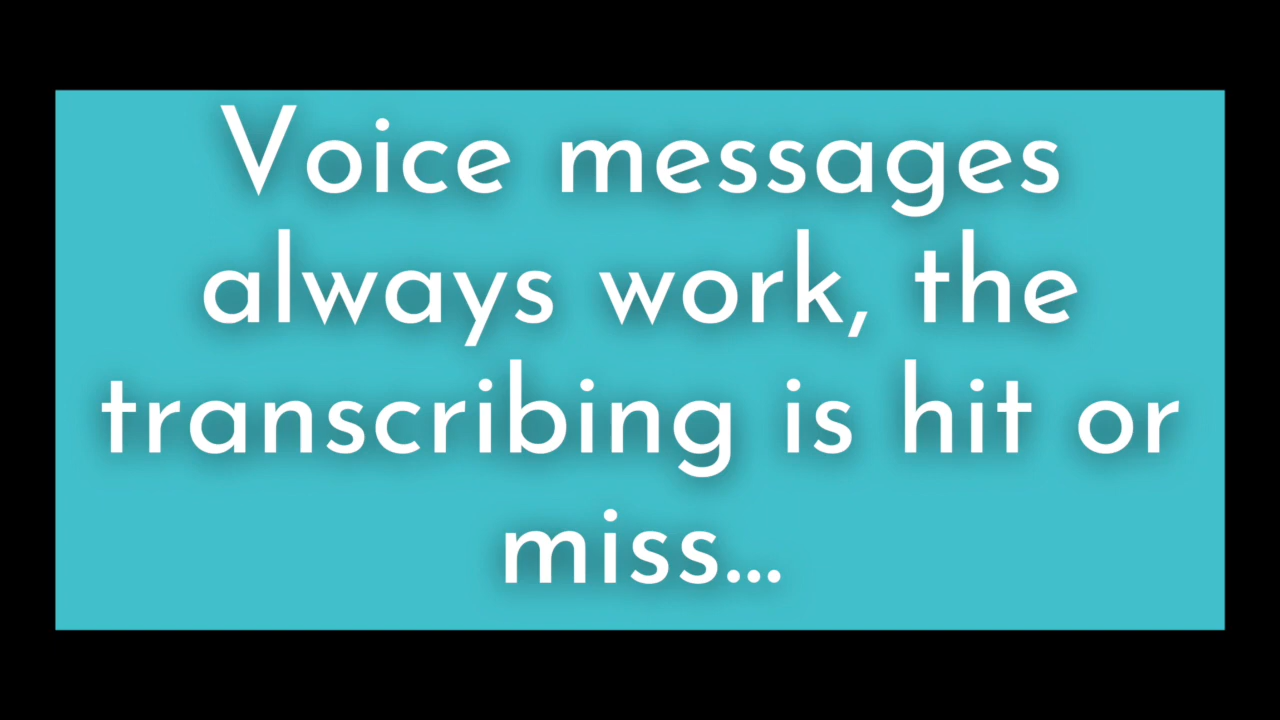 Voice messages
always work, the
transcribing is hit or
miss...